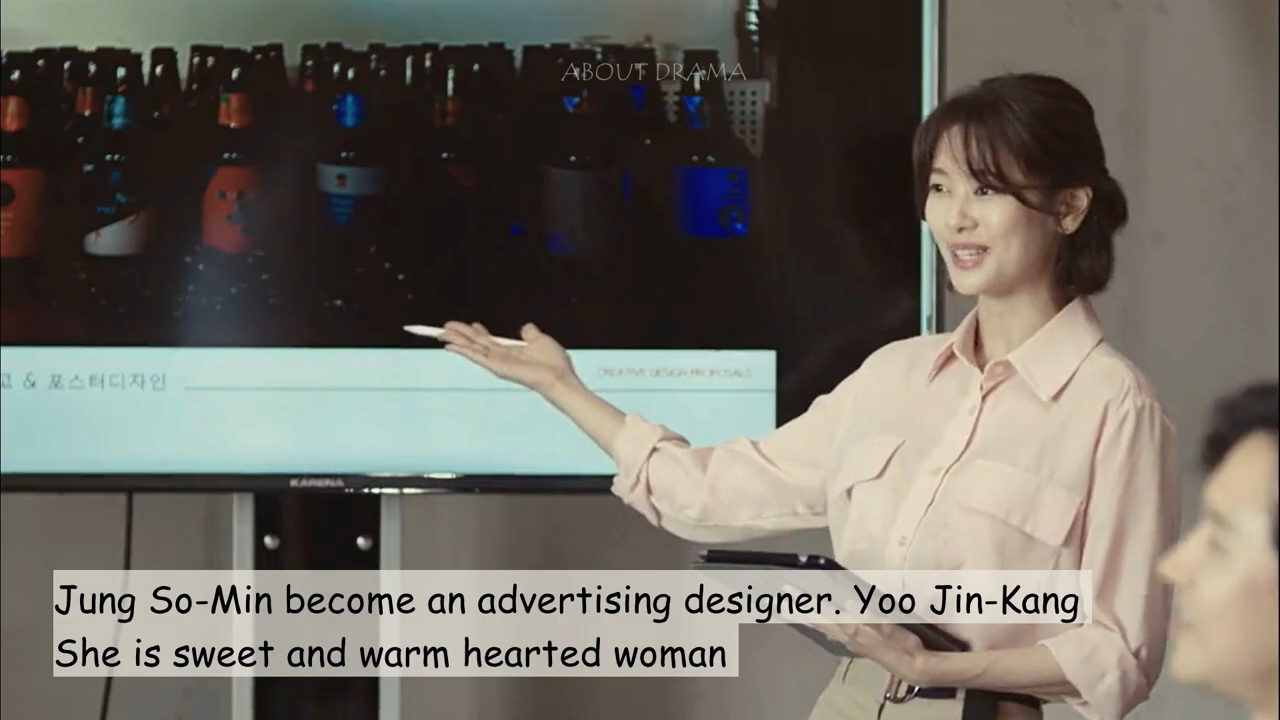 ABOUT DRAMA
고 & 포스터디자인
CREATIVE DESIGN PROPOSALS
KARENA
Jung So-Min become an advertising designer. Yoo Jin-Kang
She is sweet and warm hearted woman